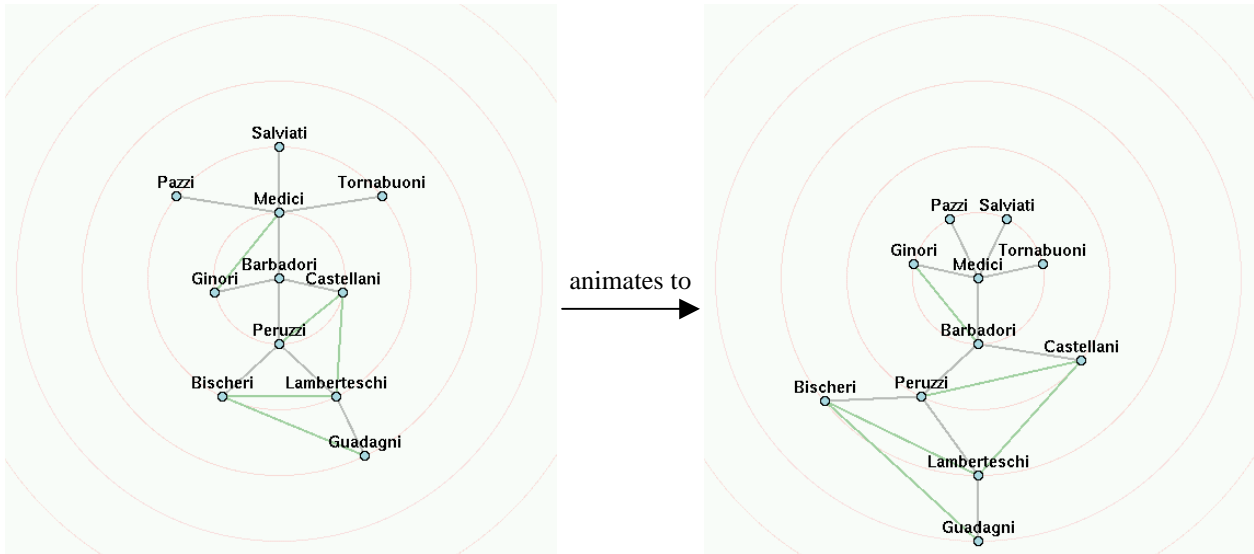 Salviati
Pazzi
Tornabuoni
Medici
Barbadori
Ginori
Castellani
Peruzzi
Bischeri
Lamberteschi
Guadagni
animates to
Pazzi
Salviati
Ginori
Tornabuoni
Medici
Barbadori
Castellani
Bischeri
Peruzzi
Lamberteschi
Guadagni